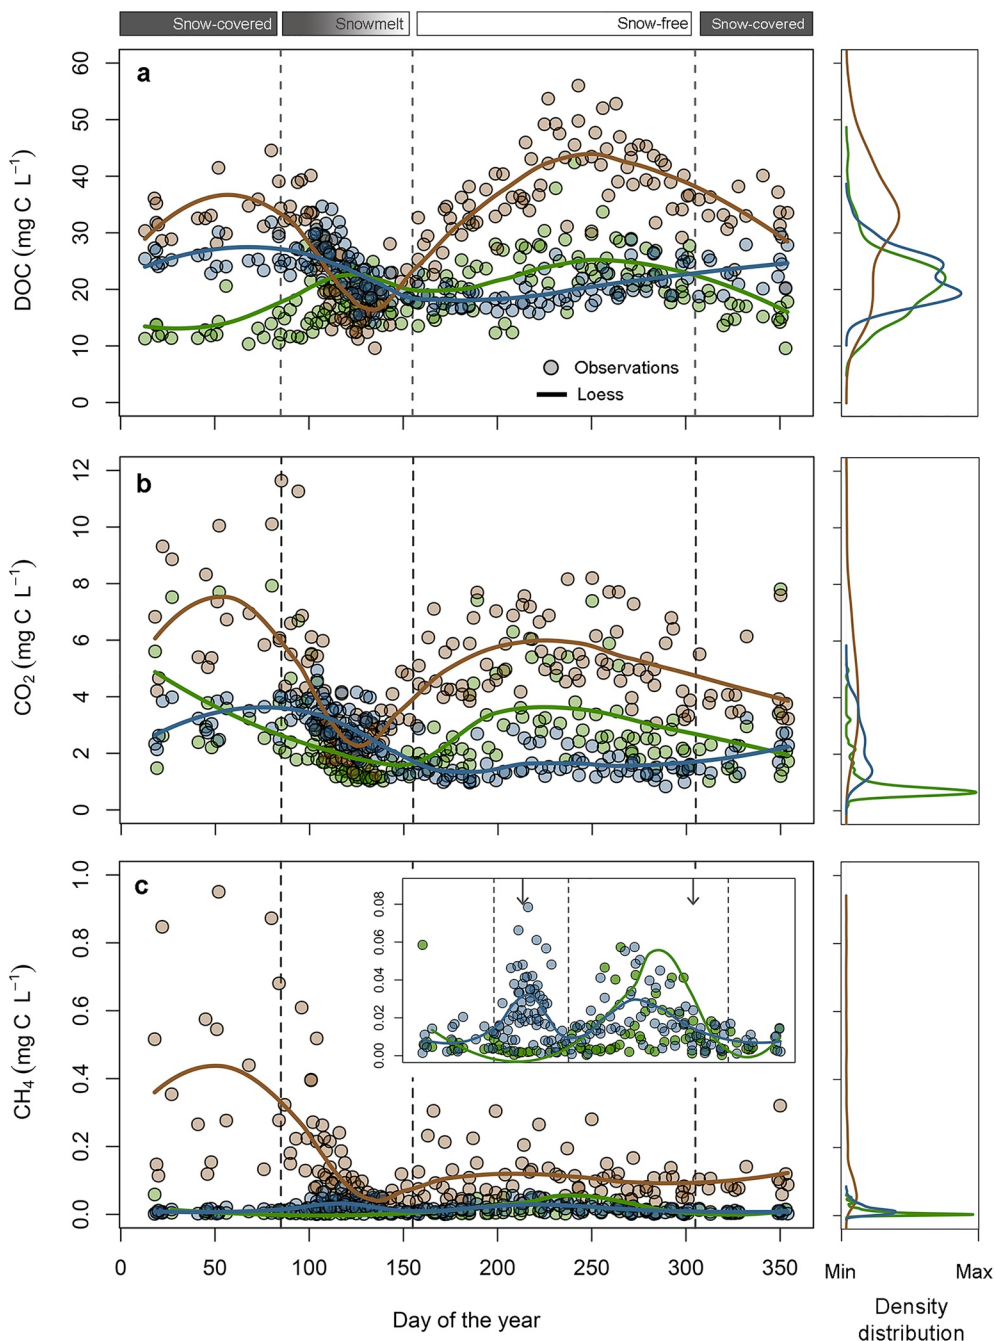 Snow-covered Snowmelt Snow-free Snow-covered
a
60
50
40
30
20
10
0
DOC (mg C L⁻¹)
Observations
Loess
b
12
10
8
6
4
2
0
CO₂ (mg C L⁻¹)
c
1.0
0.8
0.6
0.4
0.2
0.0
CH₄ (mg C L⁻¹)
0.08
0.06
0.04
0.02
0.00
0 50 100 150 200 250 300 350
Day of the year
Min Max
Density
distribution